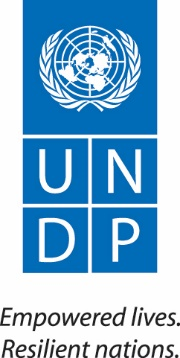 U N
D P
Empowered lives.
Resilient nations.